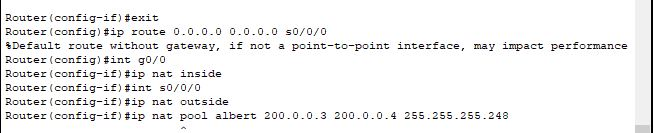 Router(config-if)#exit
Router(config)#ip route 0.0.0.0 0.0.0.0 s0/0/0
%Default route without gateway, if not a point-to-point interface, may impact performance
Router(config)#int g0/0
Router(config-if)#ip nat inside
Router(config-if)#int s0/0/0
Router(config-if)#ip nat outside
Router(config-if)#ip nat pool albert 200.0.0.3 200.0.0.4 255.255.255.248
^